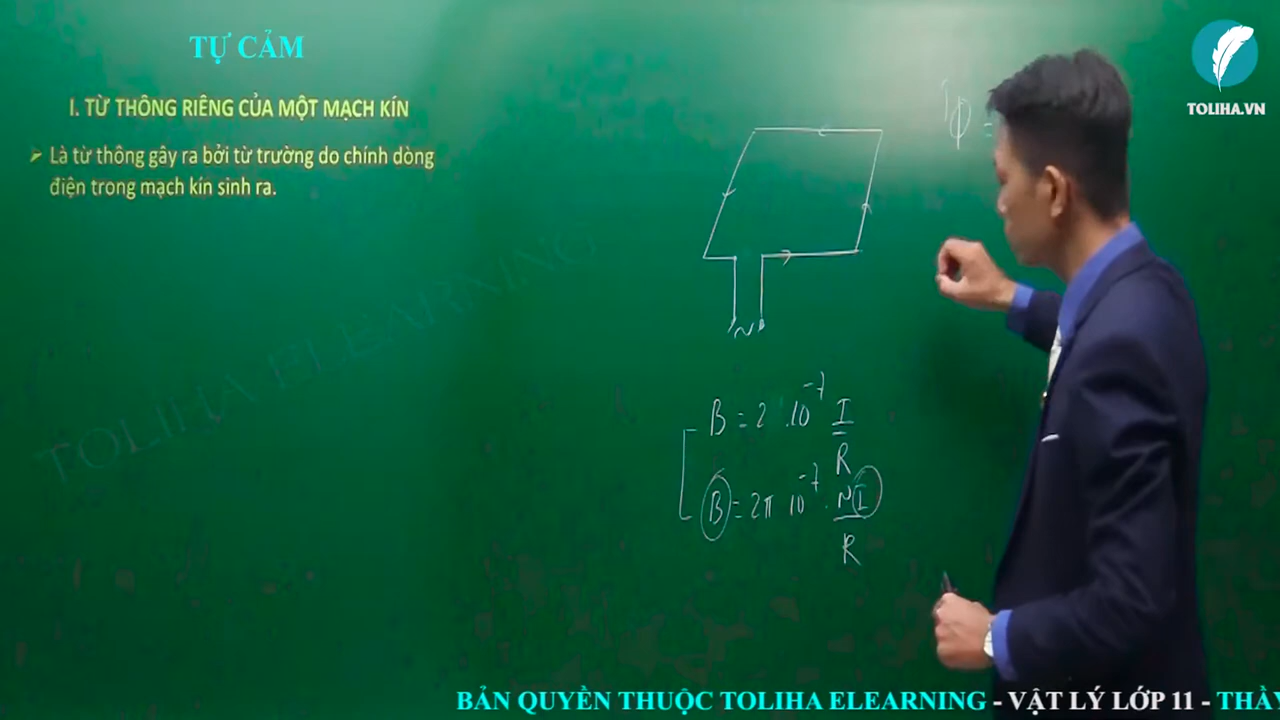 TỰ CẢM
TOLIHA.VN
I. TỪ THÔNG RIÊNG CỦA MỘT MẠCH KÍN
➢ Là từ thông gây ra bởi từ trường do chính dòng
điện trong mạch kín sinh ra.
Φ =
TOLIHA ELEARNING
N
B = 2 . 10⁻⁷ I/R
B = 2π 10⁻⁷ . NI/R
BẢN QUYỀN THUỘC TOLIHA ELEARNING - VẬT LÝ LỚP 11 - THẦY